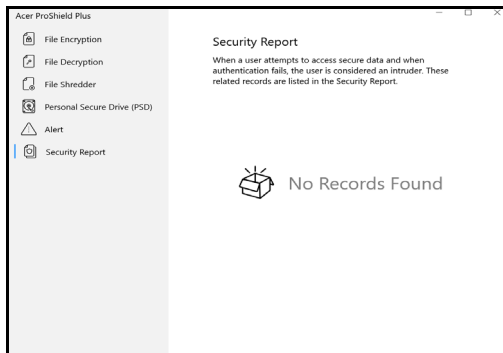 Acer ProShield Plus
File Encryption
File Decryption
File Shredder
Personal Secure Drive (PSD)
Alert
Security Report
Security Report
When a user attempts to access secure data and when
authentication fails, the user is considered an intruder. These
related records are listed in the Security Report.
No Records Found